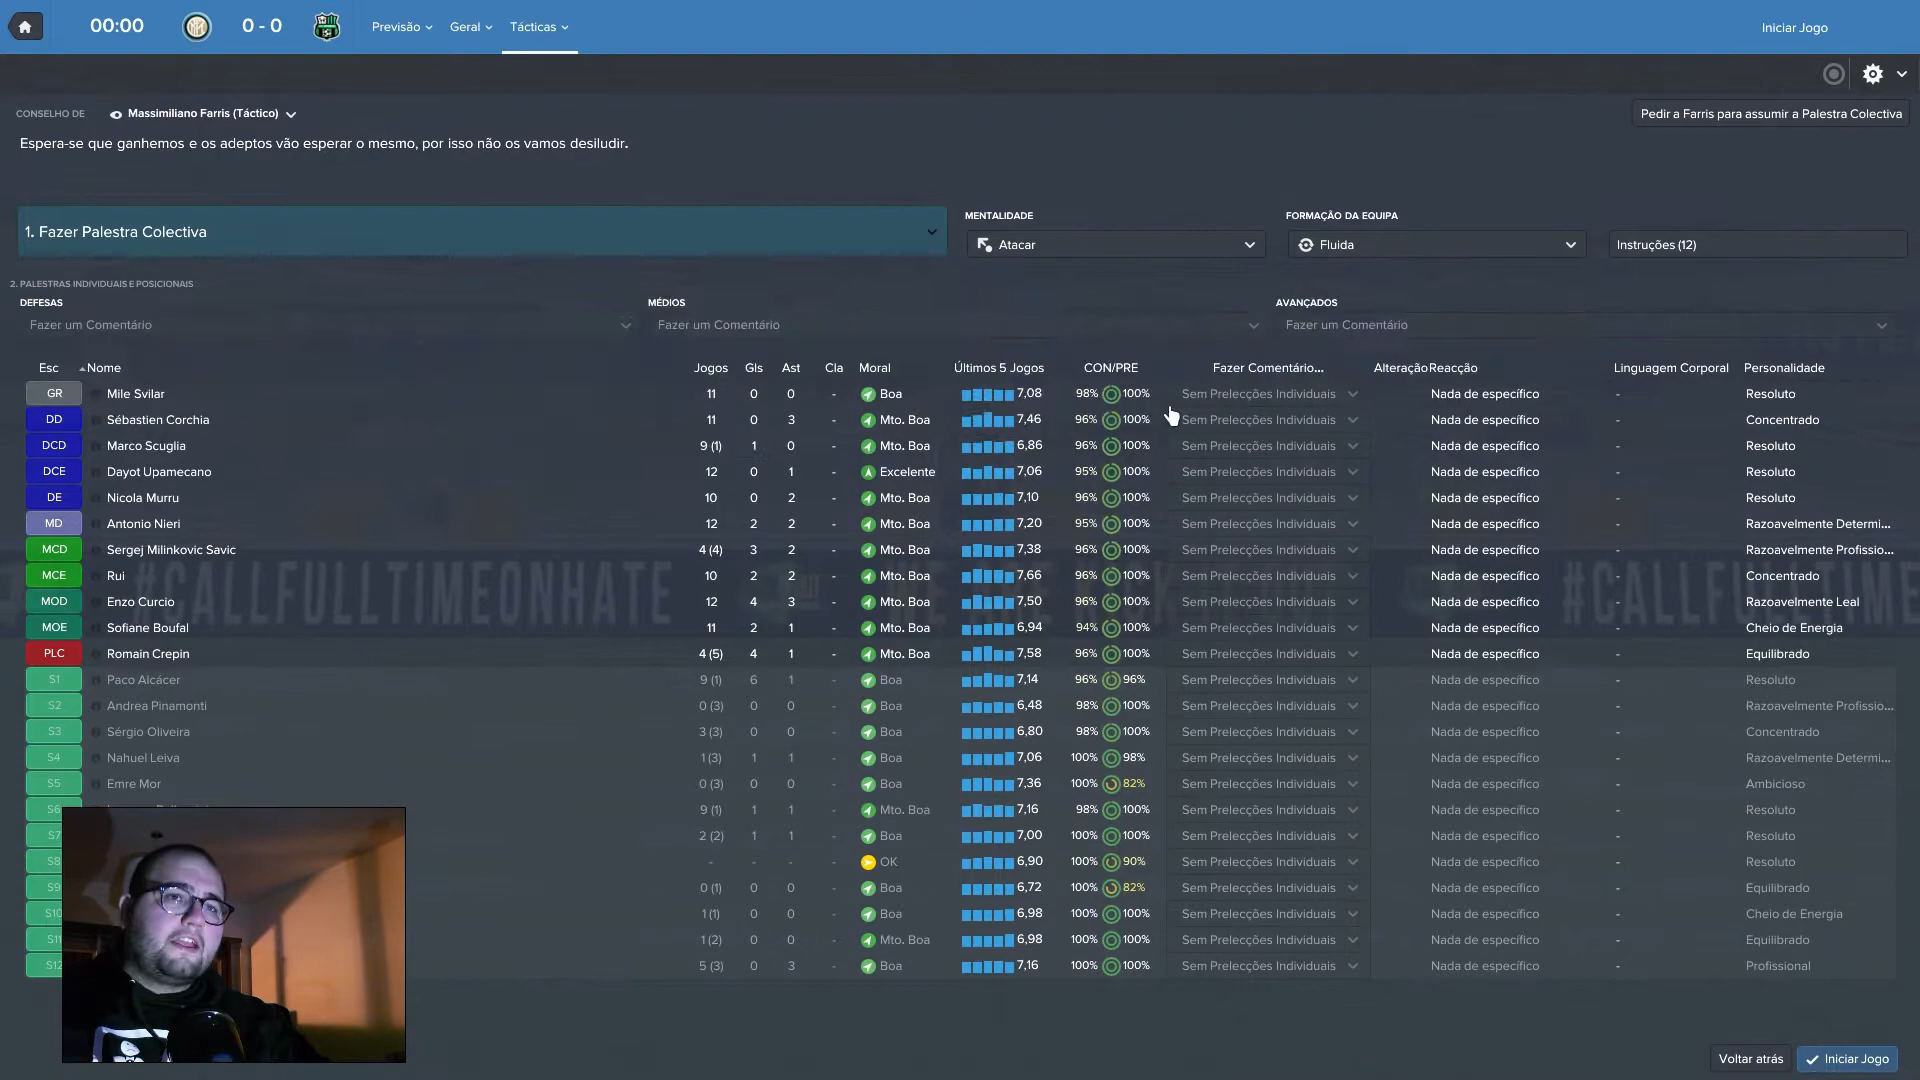 00:00 0 - 0 Previsão Geral Tácticas Iniciar Jogo
CONSELHO DE Massimiliano Farris (Táctico) Pedir a Farris para assumir a Palestra Colectiva
Espera-se que ganhemos e os adeptos vão esperar o mesmo, por isso não os vamos desiludir.
1. Fazer Palestra Colectiva
MENTALIDADE FORMAÇÃO DA EQUIPA
Atacar Fluida Instruções (12)
2. PALESTRAS INDIVIDUAIS E POSICIONAIS
DEFESAS MÉDIOS AVANÇADOS
Fazer um Comentário Fazer um Comentário Fazer um Comentário
Esc Nome Jogos Gls Ast Cla Moral Últimos 5 Jogos CON/PRE Fazer Comentário... Alteração Reacção Linguagem Corporal Personalidade
GR Mile Svilar 11 0 0 - Boa 7,08 98% 100% Sem Prelecções Individuais Nada de específico - Resoluto
DD Sébastien Corchia 11 0 3 - Mto. Boa 7,46 96% 100% Sem Prelecções Individuais Nada de específico - Concentrado
DCD Marco Scuglia 9 (1) 1 0 - Mto. Boa 6,86 96% 100% Sem Prelecções Individuais Nada de específico - Resoluto
DCE Dayot Upamecano 12 0 1 - Excelente 7,06 95% 100% Sem Prelecções Individuais Nada de específico - Resoluto
DE Nicola Murru 10 0 2 - Mto. Boa 7,10 96% 100% Sem Prelecções Individuais Nada de específico - Resoluto
MD Antonio Nieri 12 2 2 - Mto. Boa 7,20 95% 100% Sem Prelecções Individuais Nada de específico - Razoavelmente Determi...
MCD Sergej Milinkovic Savic 4 (4) 3 2 - Mto. Boa 7,38 96% 100% Sem Prelecções Individuais Nada de específico - Razoavelmente Profissio...
MCE Rui 10 2 2 - Mto. Boa 7,66 96% 100% Sem Prelecções Individuais Nada de específico - Concentrado
MOD Enzo Curcio 12 4 3 - Mto. Boa 7,50 96% 100% Sem Prelecções Individuais Nada de específico - Razoavelmente Leal
MOE Sofiane Boufal 11 2 1 - Mto. Boa 6,94 94% 100% Sem Prelecções Individuais Nada de específico - Cheio de Energia
PLC Romain Crepin 4 (5) 4 1 - Mto. Boa 7,58 96% 100% Sem Prelecções Individuais Nada de específico - Equilibrado
S1 Paco Alcácer 9 (1) 6 1 - Boa 7,14 96% 96% Sem Prelecções Individuais Nada de específico - Resoluto
S2 Andrea Pinamonti 0 (3) 0 0 - Boa 6,48 98% 100% Sem Prelecções Individuais Nada de específico - Razoavelmente Profissio...
S3 Sérgio Oliveira 3 (3) 0 0 - Boa 6,80 98% 100% Sem Prelecções Individuais Nada de específico - Concentrado
S4 Nahuel Leiva 1 (3) 1 1 - Boa 7,06 100% 98% Sem Prelecções Individuais Nada de específico - Razoavelmente Determi...
S5 Emre Mor 0 (3) 0 0 - Boa 7,36 100% 82% Sem Prelecções Individuais Nada de específico - Ambicioso
S6 9 (1) 1 1 - Mto. Boa 7,16 98% 100% Sem Prelecções Individuais Nada de específico - Resoluto
S7 2 (2) 1 1 - Boa 7,00 100% 100% Sem Prelecções Individuais Nada de específico - Resoluto
S8 - - - - OK 6,90 100% 90% Sem Prelecções Individuais Nada de específico - Resoluto
S9 0 (1) 0 0 - Boa 6,72 100% 82% Sem Prelecções Individuais Nada de específico - Equilibrado
S10 1 (1) 0 0 - Boa 6,98 100% 100% Sem Prelecções Individuais Nada de específico - Cheio de Energia
S11 1 (2) 0 0 - Mto. Boa 6,98 100% 100% Sem Prelecções Individuais Nada de específico - Equilibrado
S12 5 (3) 0 3 - Boa 7,16 100% 100% Sem Prelecções Individuais Nada de específico - Profissional
#CALLFULLTIMEONHATE
Voltar atrás Iniciar Jogo